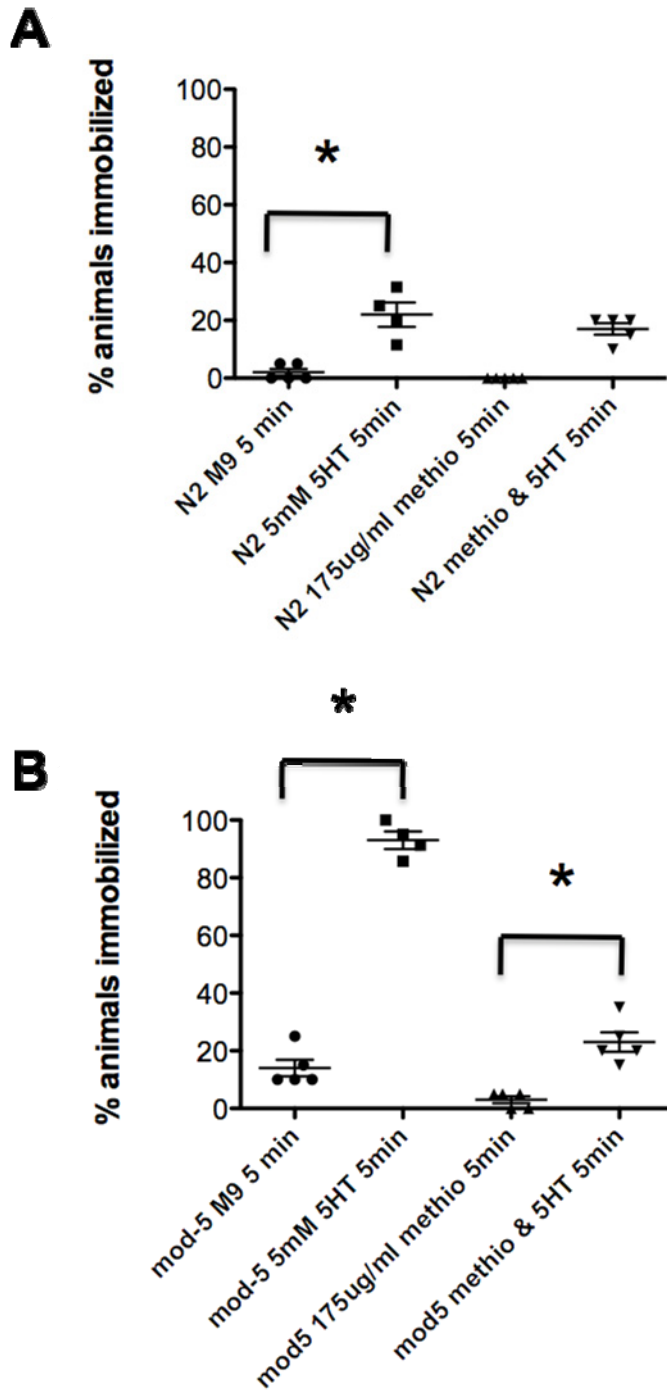 A
% animals immobilized
100
80
60
40
20
0
*
N2 M9 5 min
N2 5mM 5HT 5min
N2 175ug/ml methio 5min
N2 methio & 5HT 5min
*
B
% animals immobilized
100
80
60
40
20
0
*
mod-5 M9 5 min
mod-5 5mM 5HT 5min
mod5 175ug/ml methio 5min
mod5 methio & 5HT 5min